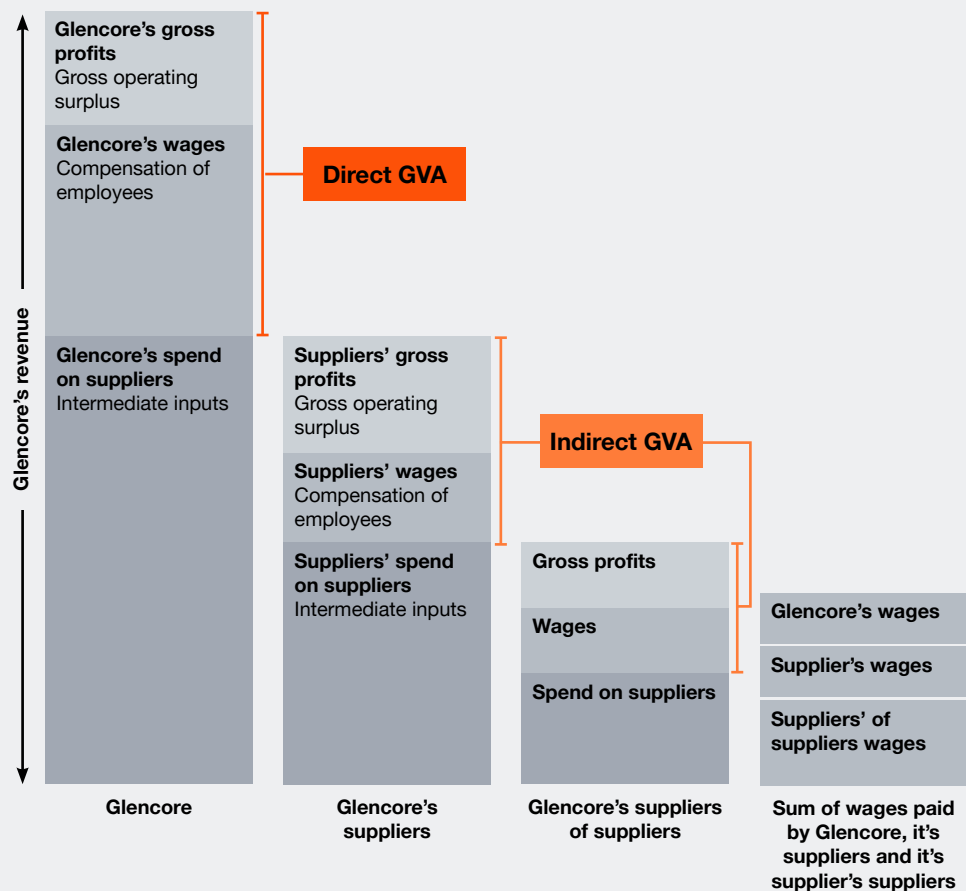 Glencore's revenue
Glencore's gross
profits
Gross operating
surplus
Glencore's wages
Compensation of
employees
Direct GVA
Glencore's spend
on suppliers
Intermediate inputs
Suppliers' gross
profits
Gross operating
surplus
Suppliers' wages
Compensation of
employees
Indirect GVA
Suppliers' spend
on suppliers
Intermediate inputs
Gross profits
Wages
Spend on suppliers
Glencore's wages
Supplier's wages
Suppliers' of
suppliers wages
Glencore
Glencore's
suppliers
Glencore's suppliers
of suppliers
Sum of wages paid
by Glencore, it's
suppliers and it's
supplier's suppliers